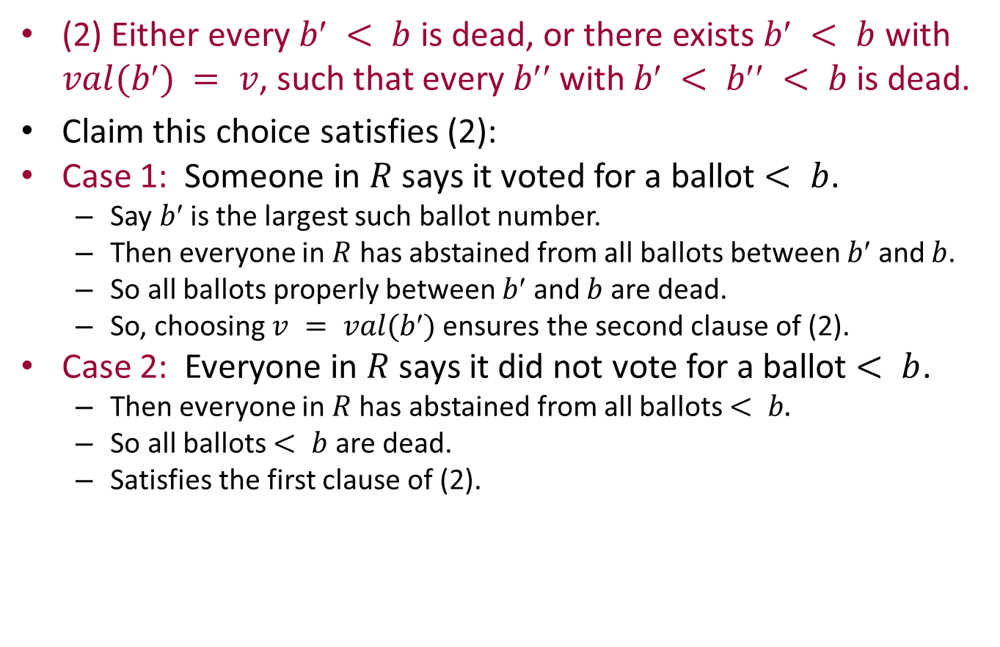 • (2) Either every b′ < b is dead, or there exists b′ < b with
val(b′) = v, such that every b′′ with b′ < b′′ < b is dead.
• Claim this choice satisfies (2):
• Case 1: Someone in R says it voted for a ballot < b.
– Say b′ is the largest such ballot number.
– Then everyone in R has abstained from all ballots between b′ and b.
– So all ballots properly between b′ and b are dead.
– So, choosing v = val(b′) ensures the second clause of (2).
• Case 2: Everyone in R says it did not vote for a ballot < b.
– Then everyone in R has abstained from all ballots < b.
– So all ballots < b are dead.
– Satisfies the first clause of (2).